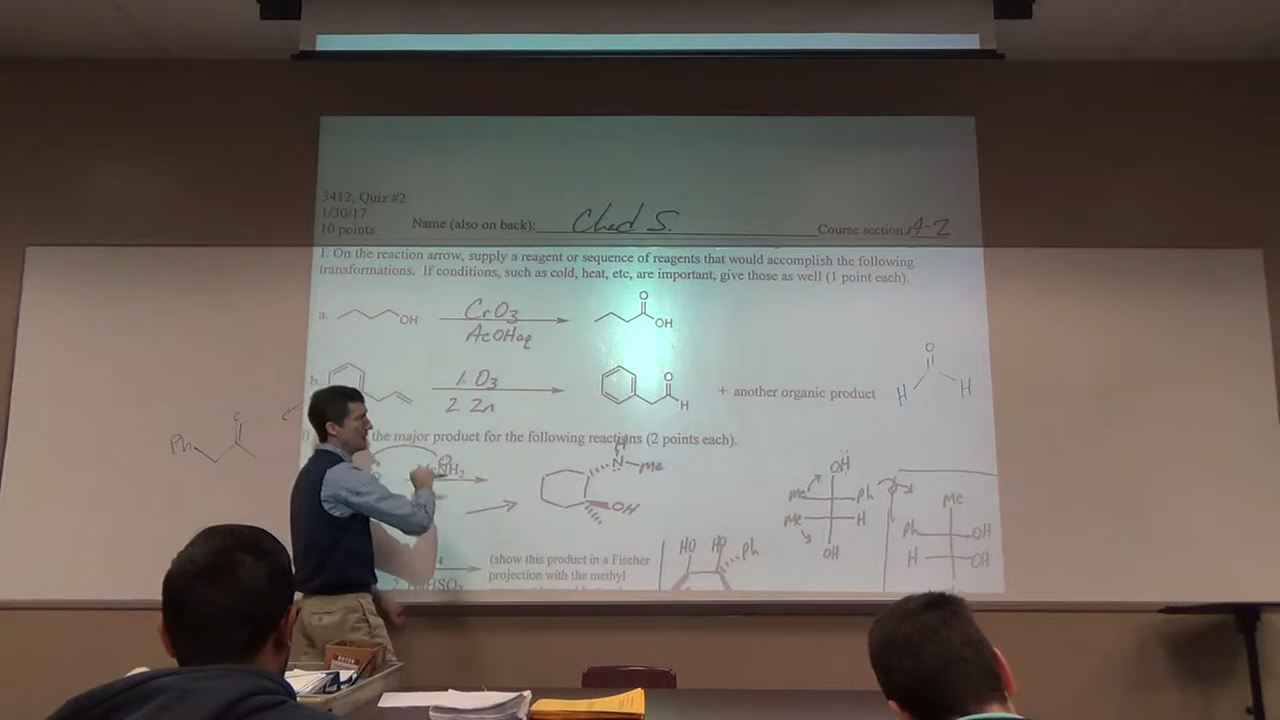 3412, Quiz #2
1/30/17
10 points
Name (also on back): Chad S.
Course section: A-2
1. On the reaction arrow, supply a reagent or sequence of reagents that would accomplish the following
transformations. If conditions, such as cold, heat, etc, are important, give those as well (1 point each).
a.
OH
CrO3
AcOHaq
O
OH
b.
1. O3
2. Zn
O
H
+ another organic product
O
H H
Ph
the major product for the following reactions (2 points each).
NH2
H
N-Me
OH
(show this product in a Fischer
projection with the methyl
HO HO Ph
OH
Me Ph
Me H
OH
Me
Ph OH
H OH